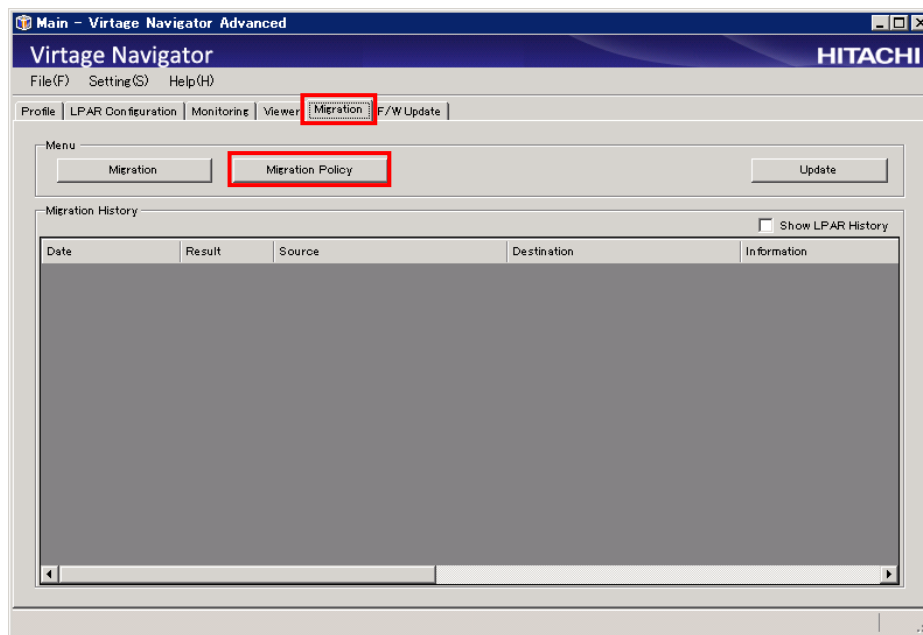 Main - Virtage Navigator Advanced
Virtage Navigator
HITACHI
File(F) Setting(S) Help(H)
Profile LPAR Configuration Monitoring Viewer Migration F/W Update
Menu
Migration Migration Policy Update
Migration History
Show LPAR History
Date Result Source Destination Information